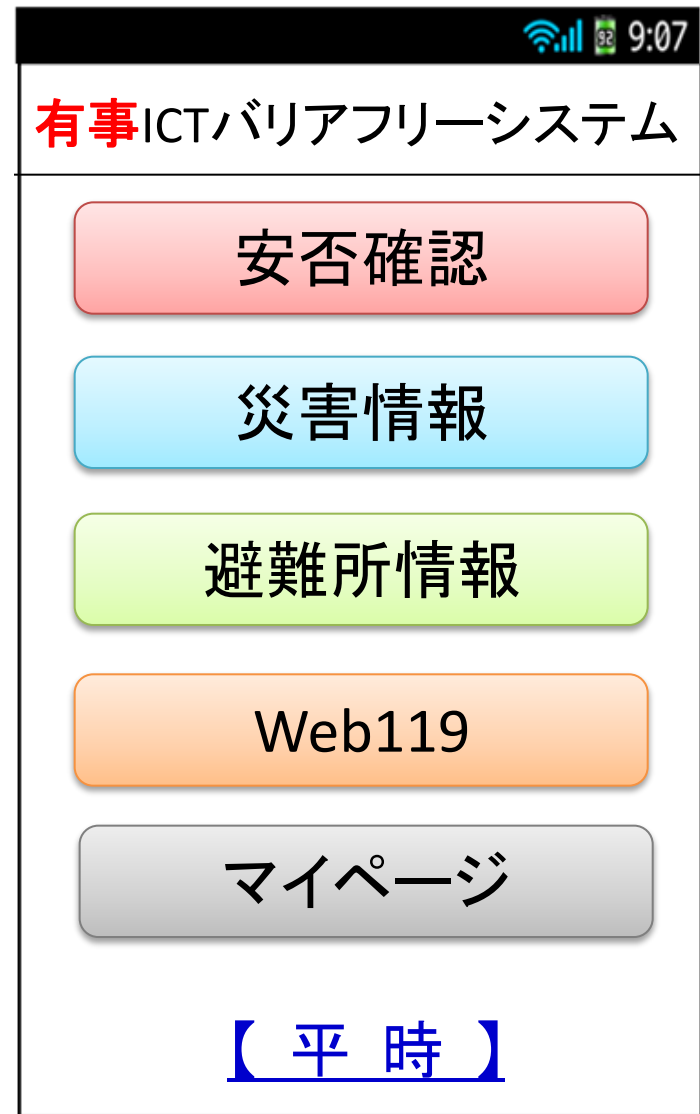 92 9:07
有事ICTバリアフリーシステム
安否確認
災害情報
避難所情報
Web119
マイページ
【 平 時 】